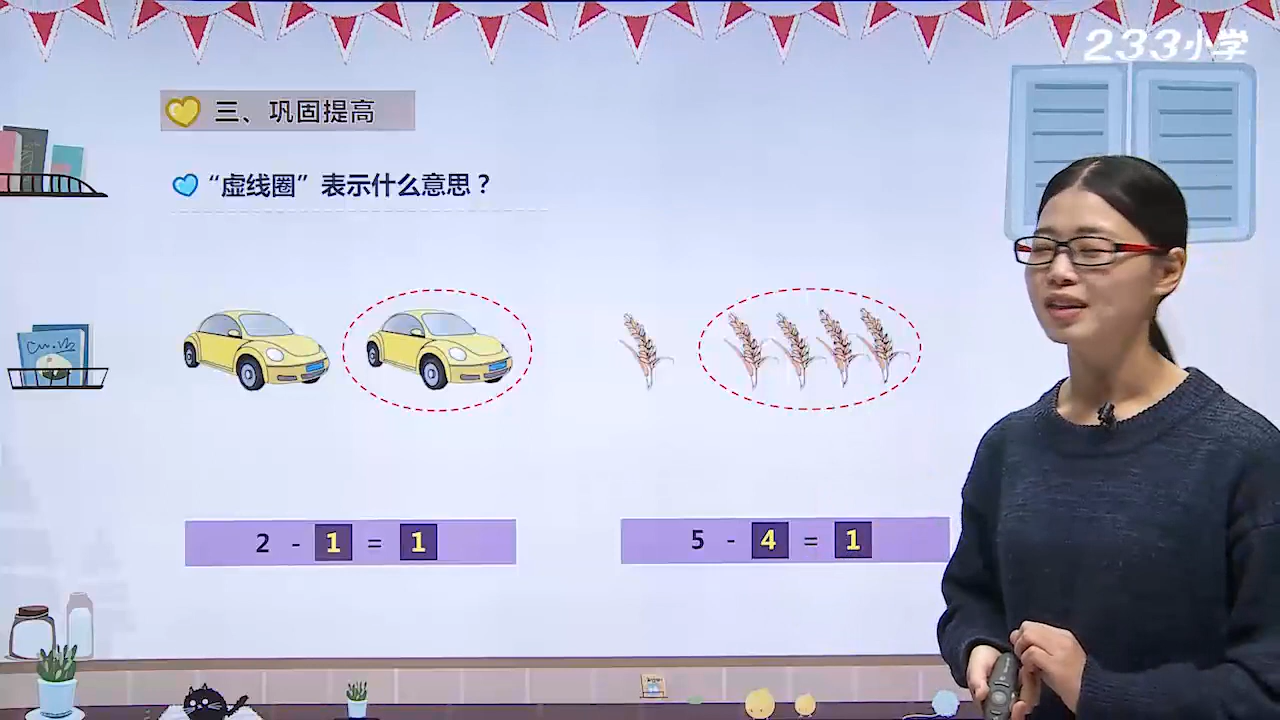 233小学
三、巩固提高
“虚线圈”表示什么意思？
2 - 1 = 1
5 - 4 = 1